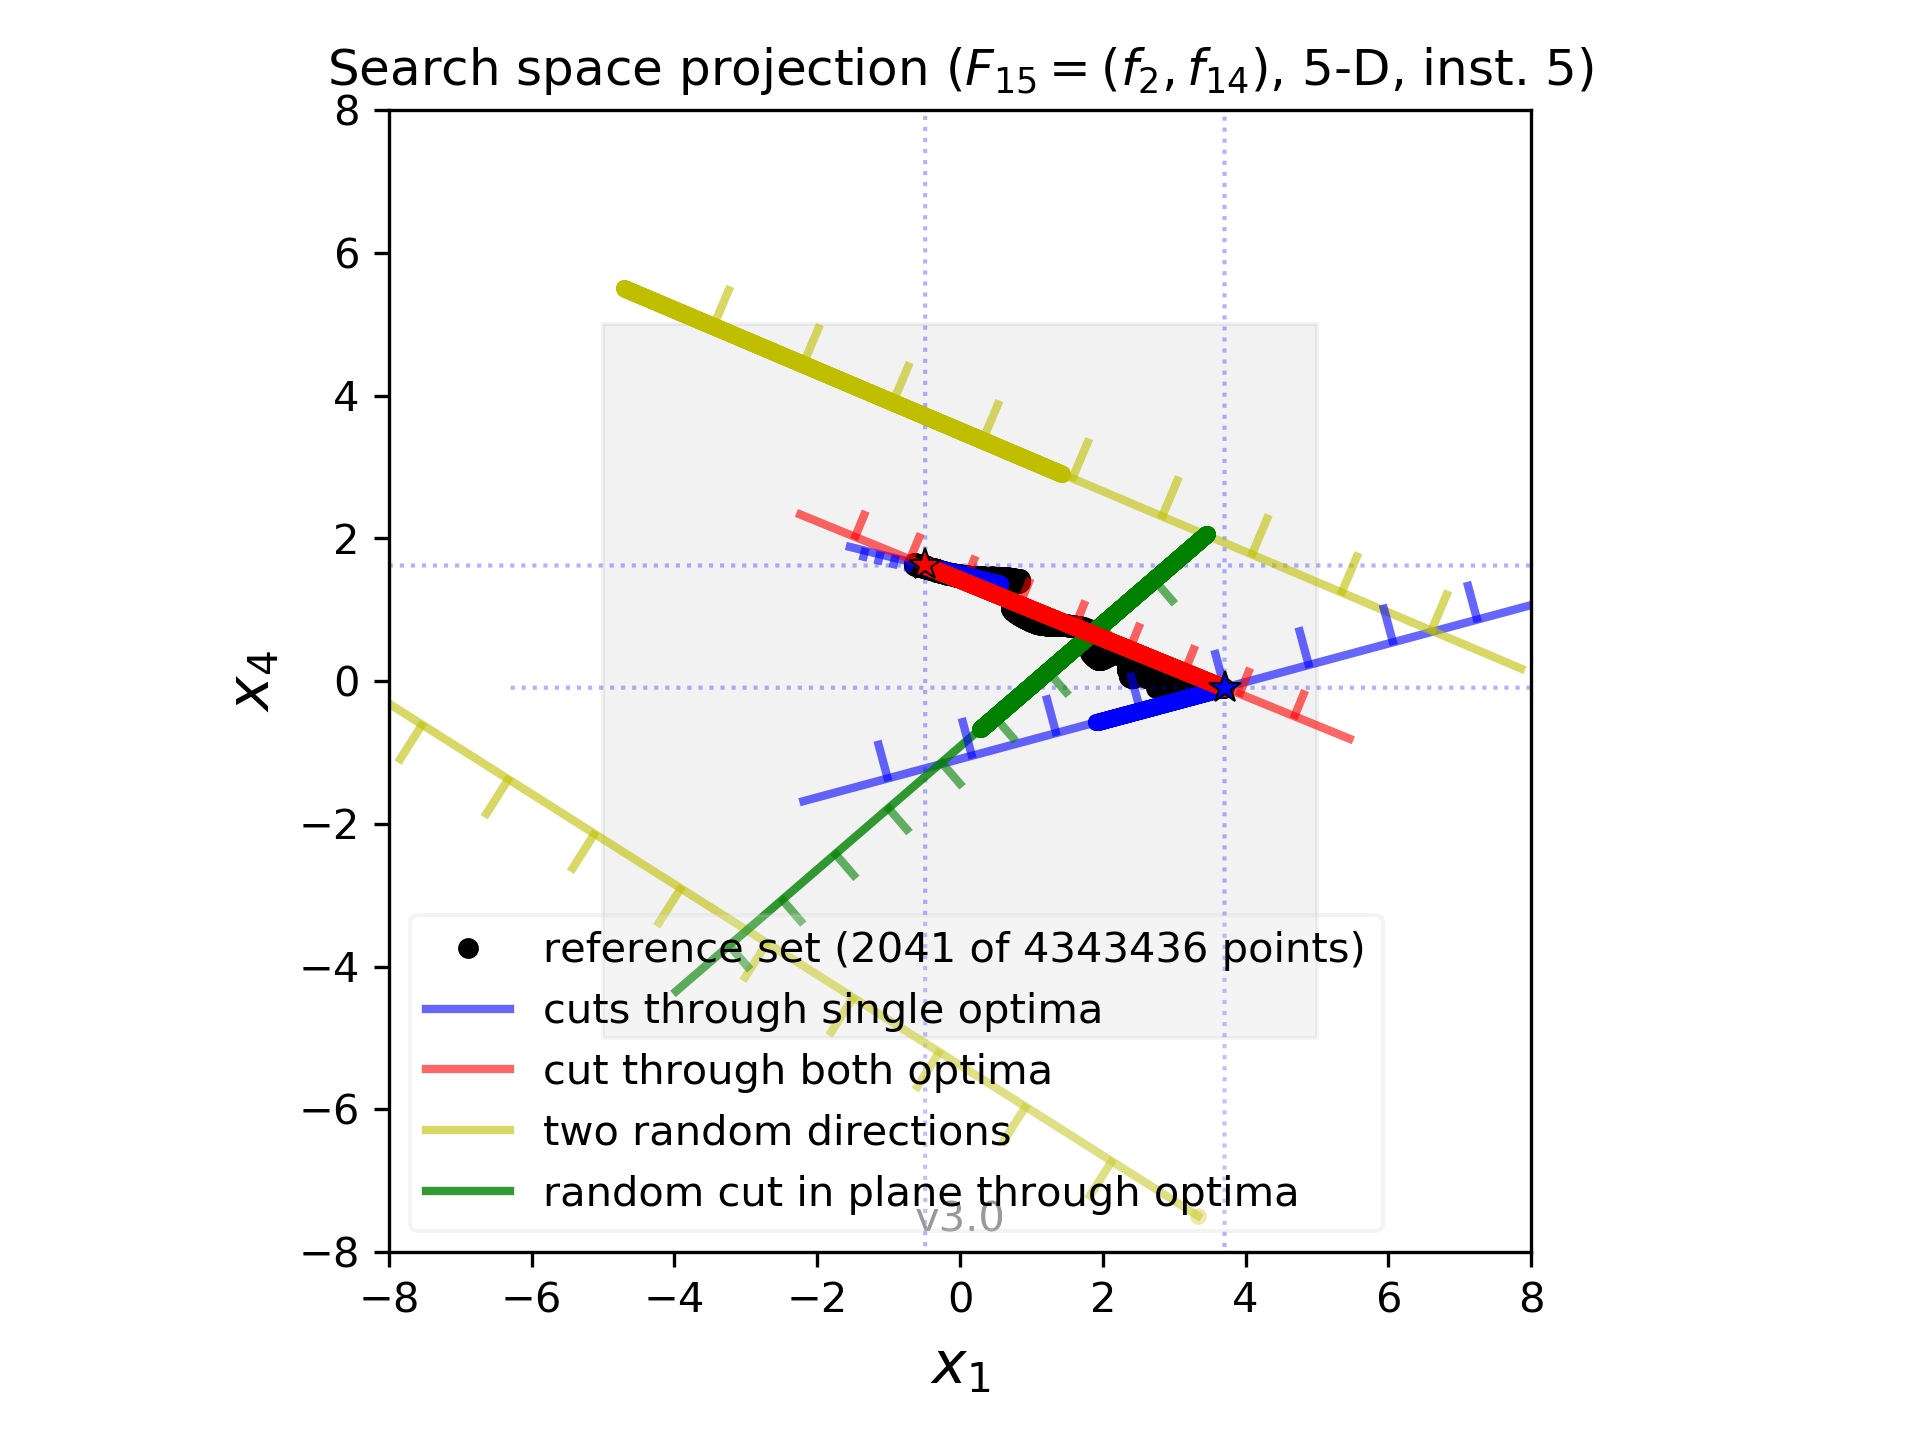 Search space projection (F₁₅ = (f₂, f₁₄), 5-D, inst. 5)
8
6
4
2
0
−2
−4
−6
−8
x₄
reference set (2041 of 4343436 points)
cuts through single optima
cut through both optima
two random directions
random cut in plane through optima
v3.0
−8 −6 −4 −2 0 2 4 6 8
x₁